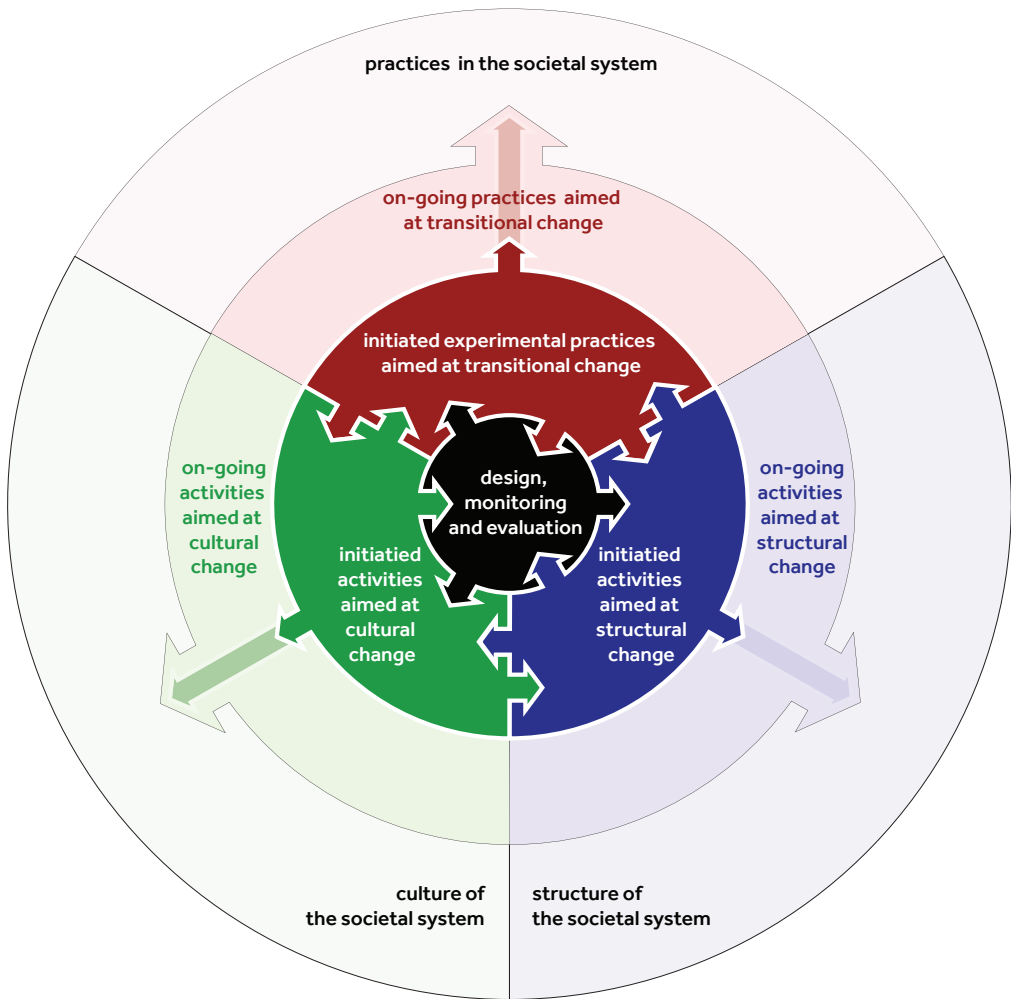 practices in the societal system
on-going practices aimed
at transitional change
initiated experimental practices
aimed at transitional change
on-going
activities
aimed at
cultural
change
design,
monitoring
and evaluation
on-going
activities
aimed at
structural
change
initiatied
activities
aimed at
cultural
change
initiatied
activities
aimed at
structural
change
culture of
the societal system
structure of
the societal system